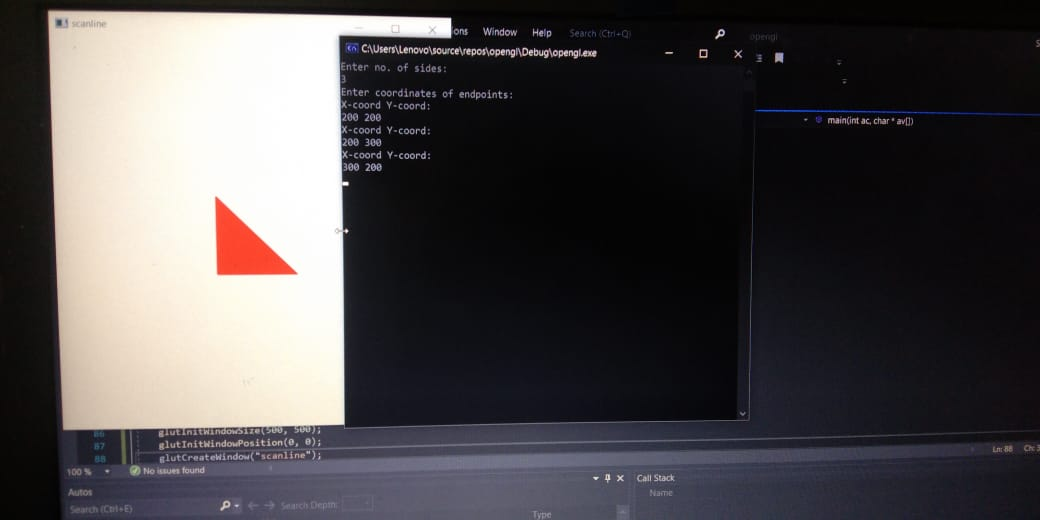 scanline
Window Help Search (Ctrl+Q)
opengl
C:\Users\Lenovo\source\repos\opengl\Debug\opengl.exe
Enter no. of sides:
3
Enter coordinates of endpoints:
X-coord Y-coord:
200 200
X-coord Y-coord:
200 300
X-coord Y-coord:
300 200
main(int ac, char * av[])
86 glutInitWindowSize(500, 500);
87 glutInitWindowPosition(0, 0);
88 glutCreateWindow("scanline");
100 % No issues found
Ln: 88
Autos
Search (Ctrl+E) Search Depth:
Type
Call Stack
Name